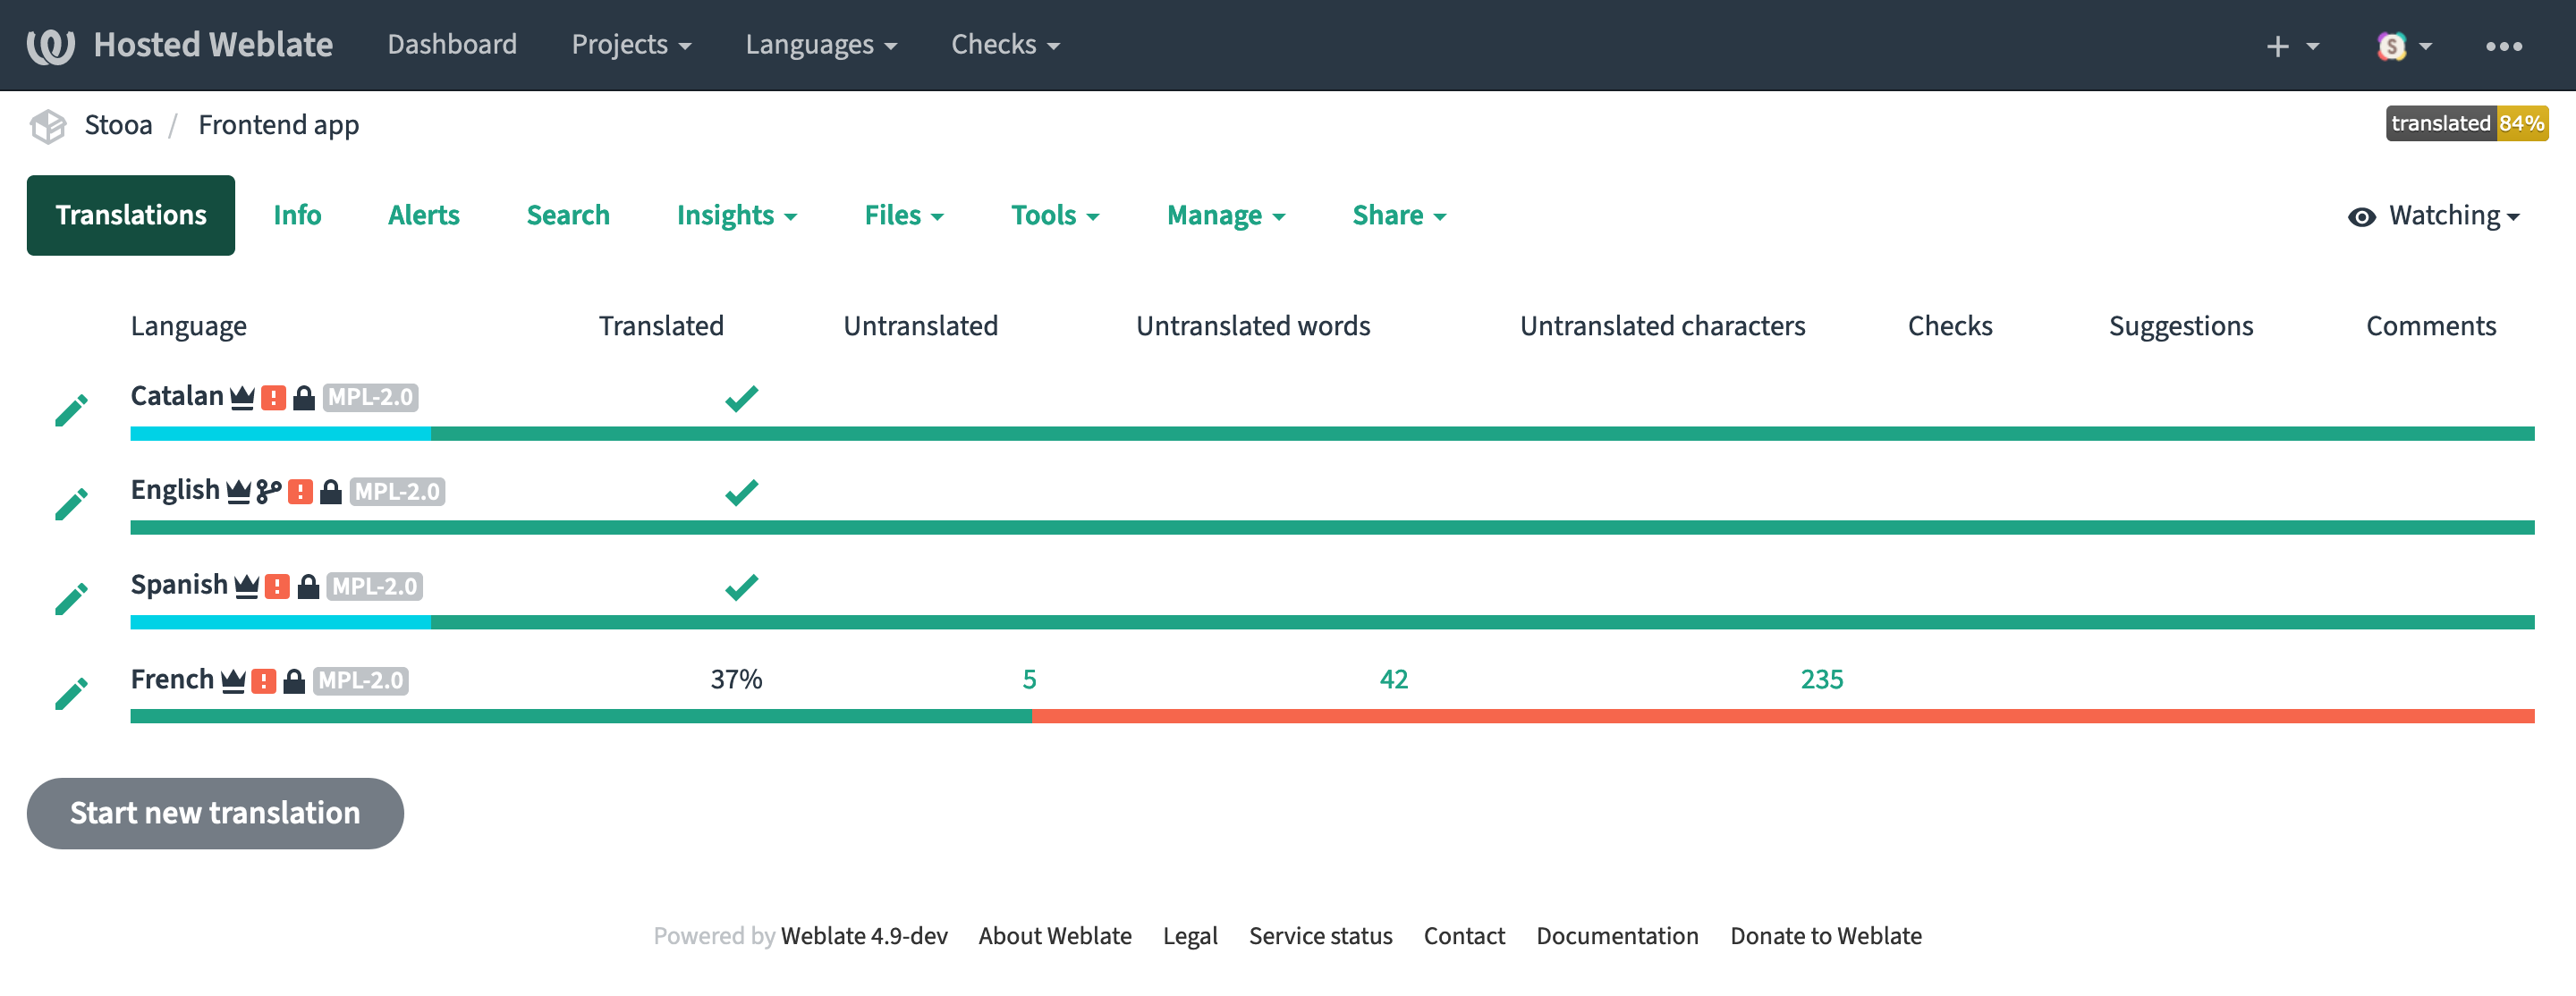 Hosted Weblate Dashboard Projects Languages Checks
Stooa / Frontend app translated 84%
Translations Info Alerts Search Insights Files Tools Manage Share Watching
Language Translated Untranslated Untranslated words Untranslated characters Checks Suggestions Comments
Catalan MPL-2.0
English MPL-2.0
Spanish MPL-2.0
French MPL-2.0 37% 5 42 235
Start new translation
Powered by Weblate 4.9-dev About Weblate Legal Service status Contact Documentation Donate to Weblate